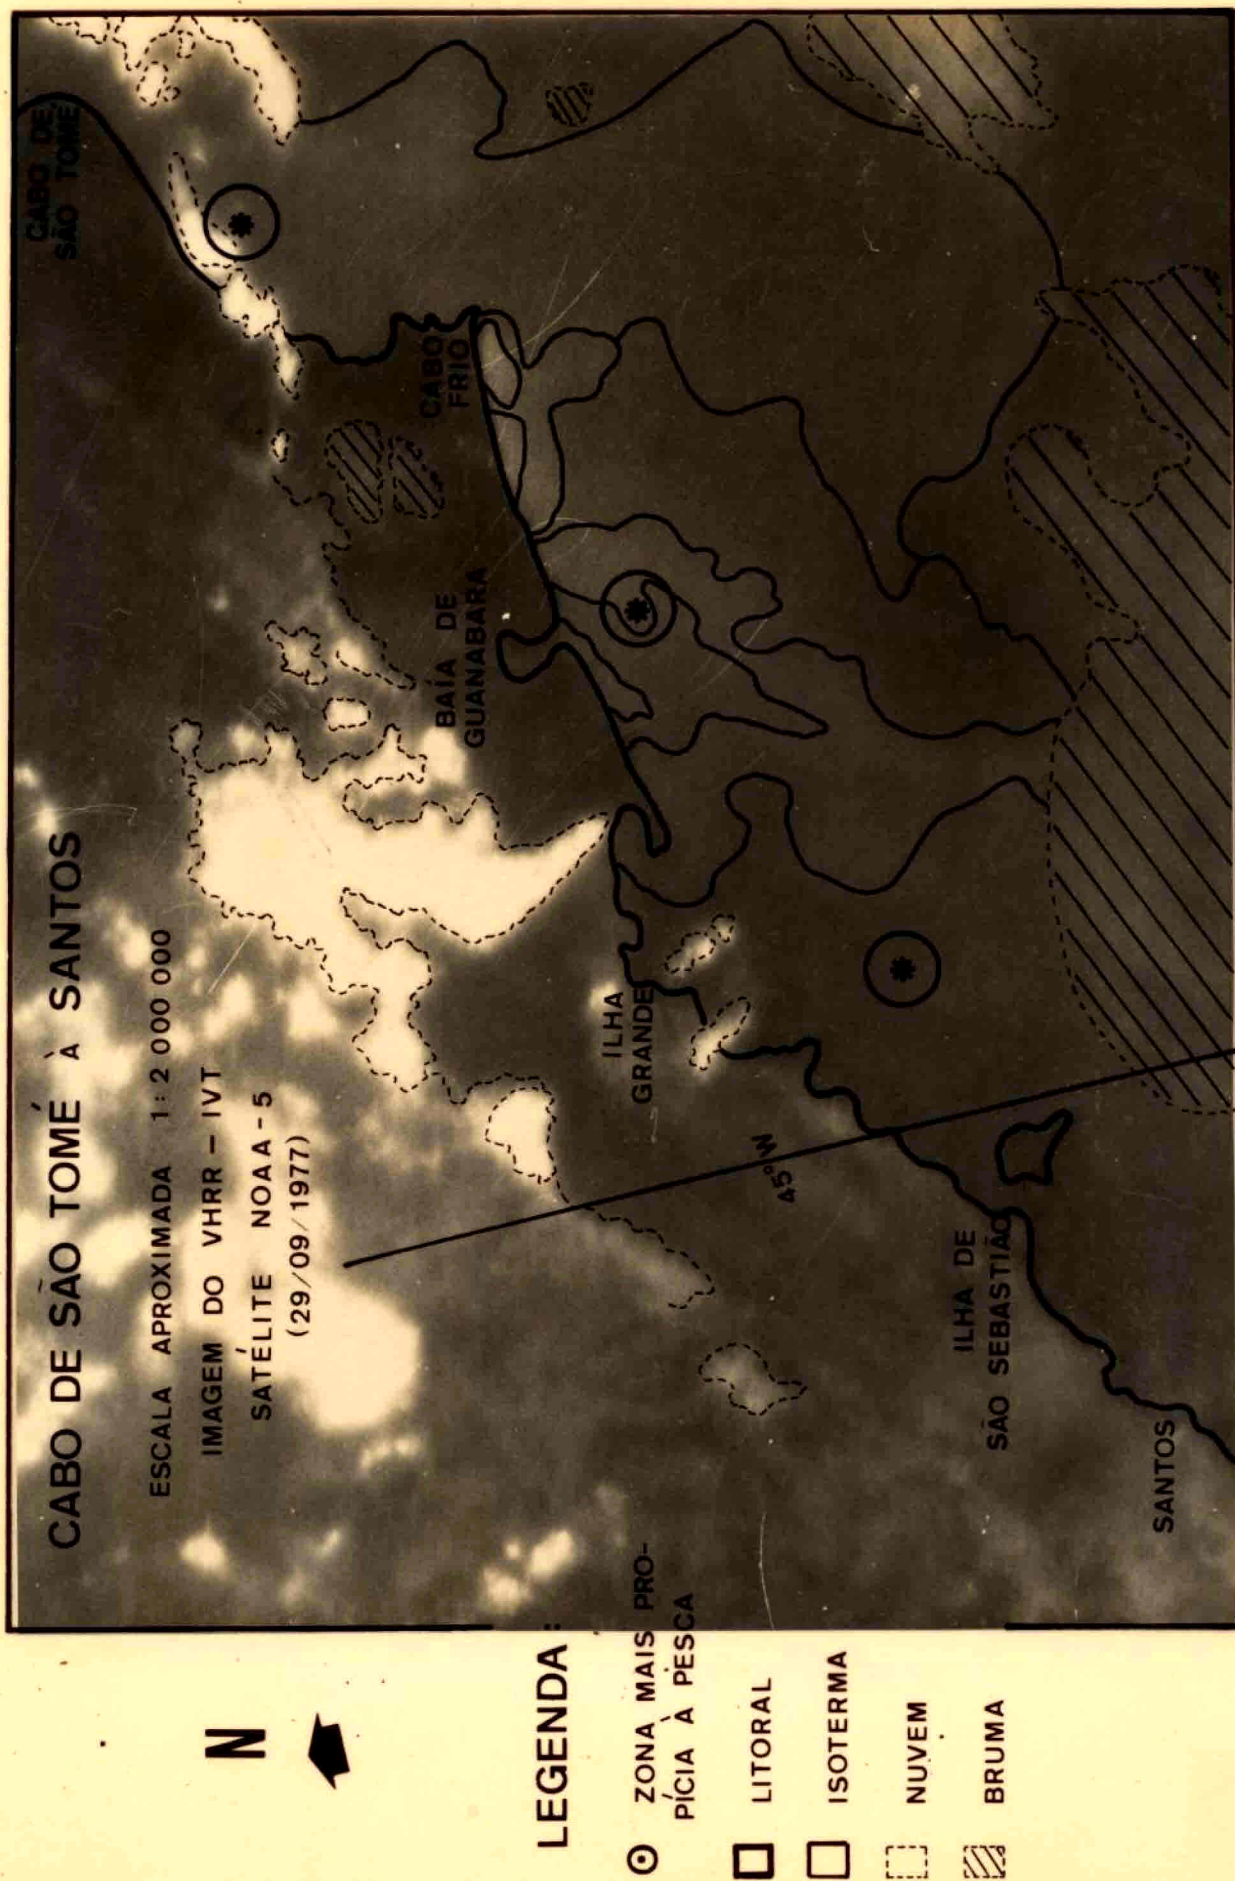 CABO DE SÃO TOMÉ À SANTOS
ESCALA APROXIMADA 1:2 000 000
IMAGEM DO VHRR-IVT
SATÉLITE NOAA-5
(29/09/1977)
CABO DE
SÃO TOMÉ
CABO
FRIO
BAÍA DE
GUANABARA
ILHA
GRANDE
45°W
ILHA DE
SÃO SEBASTIÃO
SANTOS
N
LEGENDA:
ZONA MAIS PRO-
PÍCIA À PESCA
LITORAL
ISOTERMA
NUVEM
BRUMA